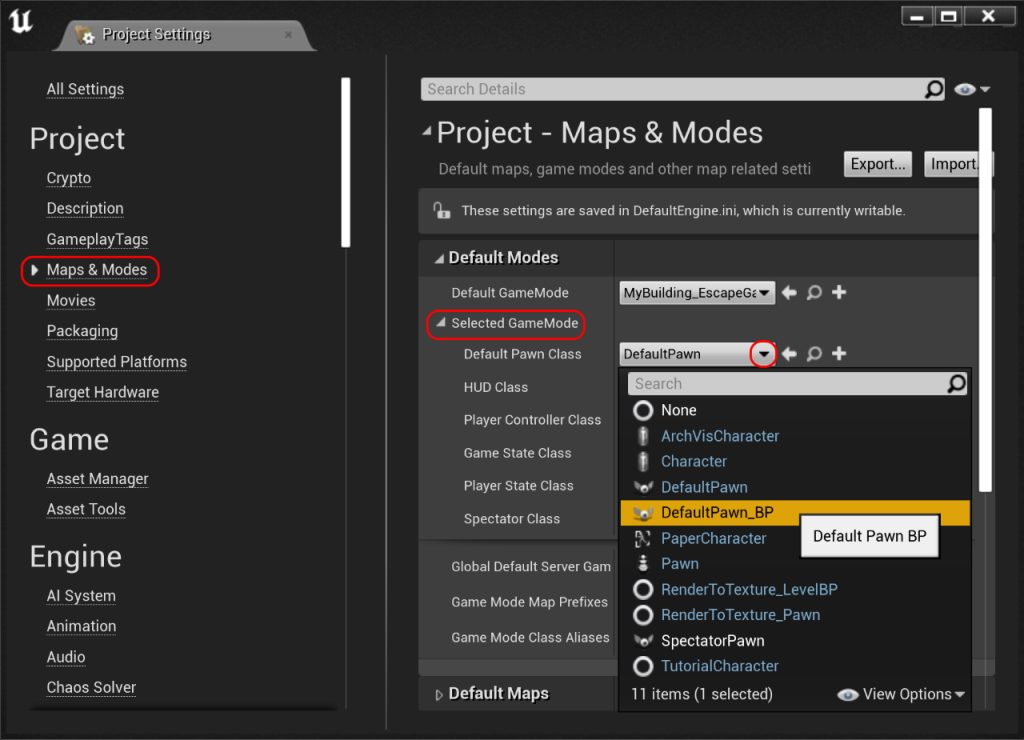 Project Settings
All Settings
Project
Crypto
Description
GameplayTags
Maps & Modes
Movies
Packaging
Supported Platforms
Target Hardware
Game
Asset Manager
Asset Tools
Engine
AI System
Animation
Audio
Chaos Solver
Search Details
Project - Maps & Modes
Default maps, game modes and other map related setti
Export...
Import.
These settings are saved in DefaultEngine.ini, which is currently writable.
Default Modes
Default GameMode
MyBuilding_EscapeGa
Selected GameMode
Default Pawn Class
DefaultPawn
HUD Class
Player Controller Class
Game State Class
Player State Class
Spectator Class
Global Default Server Gam
Game Mode Map Prefixes
Game Mode Class Aliases
Default Maps
Search
None
ArchVisCharacter
Character
DefaultPawn
DefaultPawn_BP
PaperCharacter
Default Pawn BP
Pawn
RenderToTexture_LevelBP
RenderToTexture_Pawn
SpectatorPawn
TutorialCharacter
11 items (1 selected)
View Options